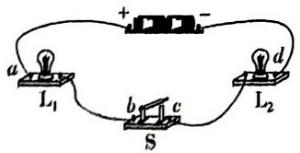 + −
a d
L₁ b c L₂
S